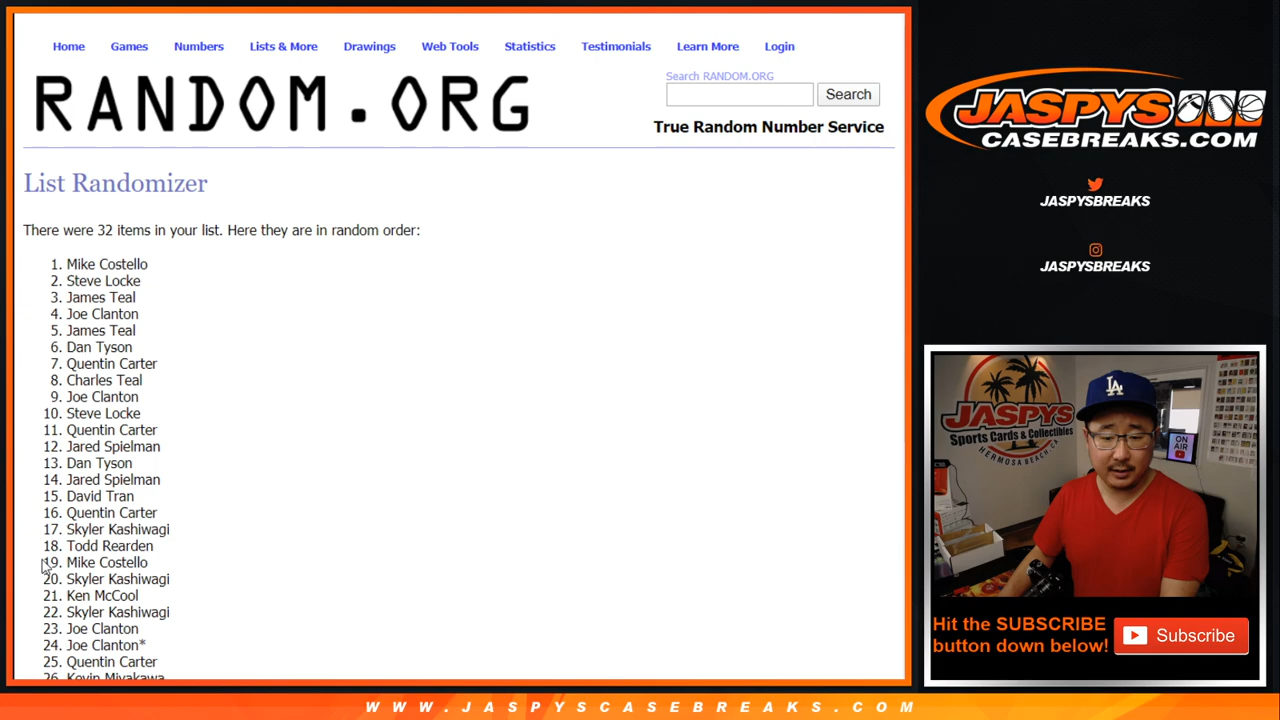 Home Games Numbers Lists & More Drawings Web Tools Statistics Testimonials Learn More Login
RANDOM.ORG
Search RANDOM.ORG
Search
True Random Number Service
List Randomizer
There were 32 items in your list. Here they are in random order:
1. Mike Costello
2. Steve Locke
3. James Teal
4. Joe Clanton
5. James Teal
6. Dan Tyson
7. Quentin Carter
8. Charles Teal
9. Joe Clanton
10. Steve Locke
11. Quentin Carter
12. Jared Spielman
13. Dan Tyson
14. Jared Spielman
15. David Tran
16. Quentin Carter
17. Skyler Kashiwagi
18. Todd Rearden
19. Mike Costello
20. Skyler Kashiwagi
21. Ken McCool
22. Skyler Kashiwagi
23. Joe Clanton
24. Joe Clanton*
25. Quentin Carter
26. Kevin Miyakawa
JASPYS
CASEBREAKS.COM
JASPYSBREAKS
JASPYSBREAKS
JASPYS
Sports Cards & Collectibles
HERMOSA BEACH, CA
ON
AIR
Hit the SUBSCRIBE
button down below!
Subscribe
WWW.JASPYSCASEBREAKS.COM